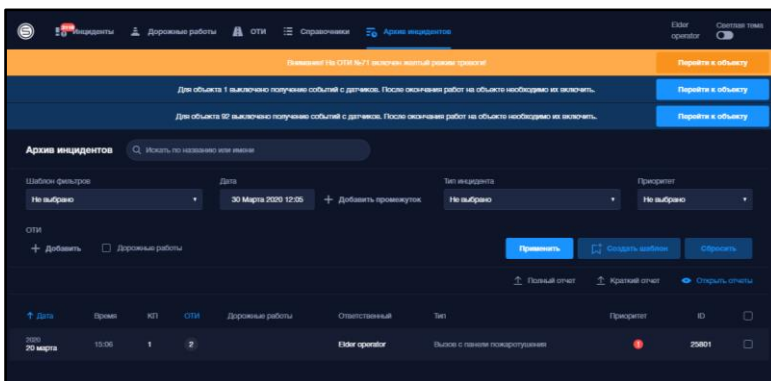 Инциденты Дорожные работы ОТИ Справочники Архив инцидентов Elder operator Светлая тема
Внимание! На ОТИ №71 включен желтый режим тревоги! Перейти к объекту
Для объекта 1 выключено получение событий с датчиков. После окончания работ на объекте необходимо их включить. Перейти к объекту
Для объекта 92 выключено получение событий с датчиков. После окончания работ на объекте необходимо их включить. Перейти к объекту
Архив инцидентов Искать по названию или имени
Шаблон фильтров Дата Тип инцидента Приоритет
Не выбрано 30 Марта 2020 12:05 Добавить промежуток Не выбрано Не выбрано
ОТИ
Добавить Дорожные работы Применить Создать шаблон Сбросить
Полный отчет Краткий отчет Открыть отчеты
Дата Время КП ОТИ Дорожные работы Ответственный Тип Приоритет ID
2020
20 марта 15:06 1 2 Elder operator Вызов с панели пожаротушения 25801